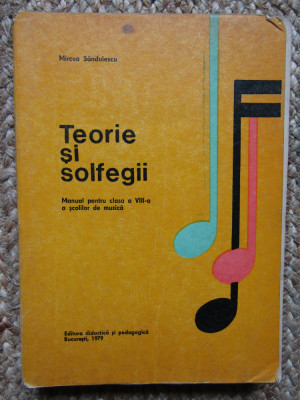 Mircea Săndulescu
Teorie
și
solfegii
Manual pentru clasa a VIII-a
a școlilor de muzică
Editura didactică și pedagogică
București, 1979